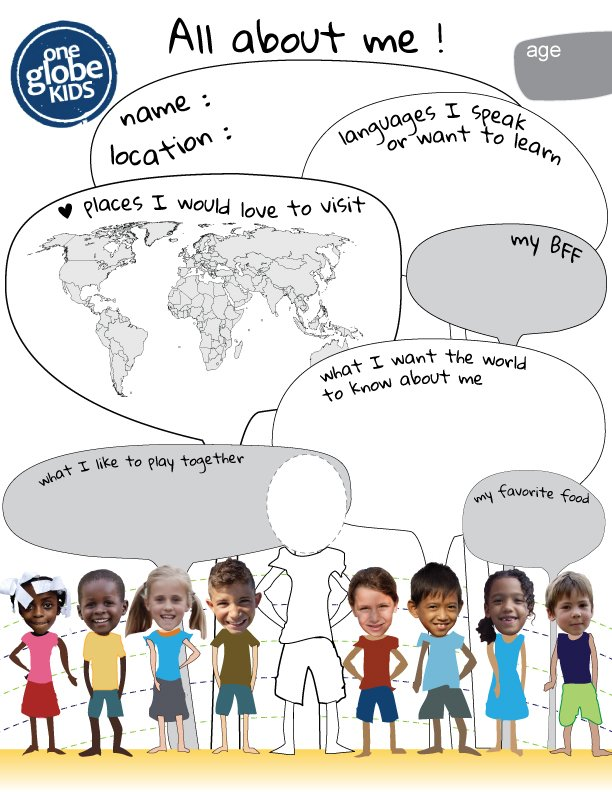 one
globe
KIDS
All about me !
age
name :
location :
languages I speak
or want to learn
♥ places I would love to visit
my BFF
what I want the world
to know about me
what I like to play together
my favorite food